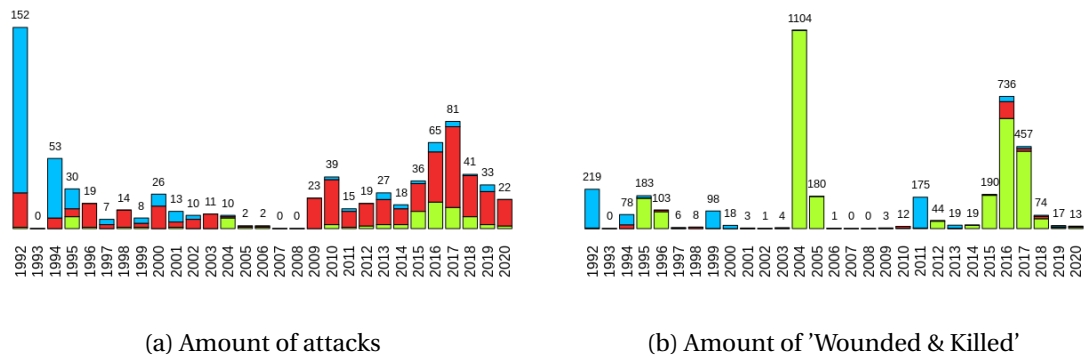 152 0 53 30 19 7 14 8 26 13 10 11 10 2 2 0 0 23 39 15 19 27 18 36 65 81 41 33 22
1992 1993 1994 1995 1996 1997 1998 1999 2000 2001 2002 2003 2004 2005 2006 2007 2008 2009 2010 2011 2012 2013 2014 2015 2016 2017 2018 2019 2020
(a) Amount of attacks
219 0 78 183 103 6 8 98 18 3 1 4 1104 180 1 0 0 3 12 175 44 19 19 190 736 457 74 17 13
1992 1993 1994 1995 1996 1997 1998 1999 2000 2001 2002 2003 2004 2005 2006 2007 2008 2009 2010 2011 2012 2013 2014 2015 2016 2017 2018 2019 2020
(b) Amount of ’Wounded & Killed’